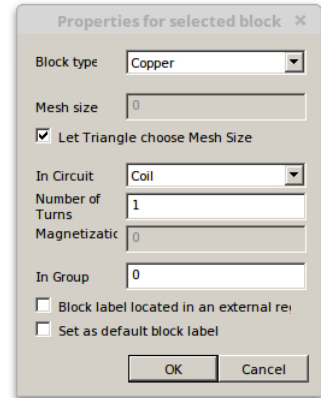 Properties for selected block ×
Block type Copper
Mesh size 0
Let Triangle choose Mesh Size
In Circuit Coil
Number of
Turns 1
Magnetizatic 0
In Group 0
Block label located in an external reg
Set as default block label
OK Cancel